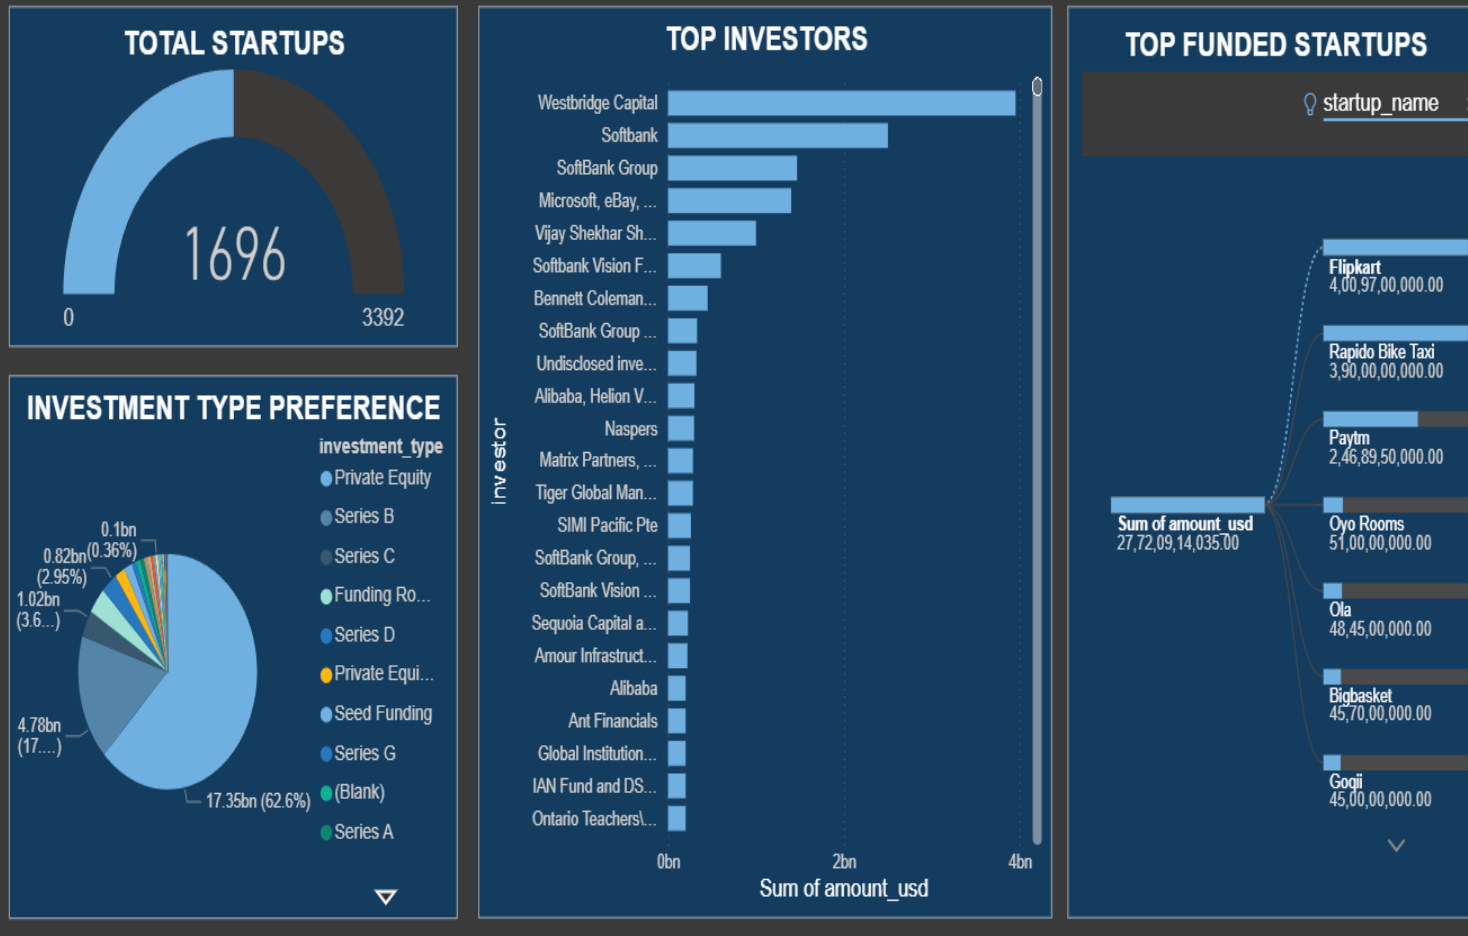 TOTAL STARTUPS
1696
0
3392
INVESTMENT TYPE PREFERENCE
investment_type
Private Equity
Series B
Series C
Funding Ro...
Series D
Private Equi...
Seed Funding
Series G
(Blank)
Series A
0.1bn
(0.36%)
0.82bn
(2.95%)
1.02bn
(3.6...)
4.78bn
(17....)
17.35bn (62.6%)
TOP INVESTORS
investor
Westbridge Capital
Softbank
SoftBank Group
Microsoft, eBay, ...
Vijay Shekhar Sh...
Softbank Vision F...
Bennett Coleman...
SoftBank Group ...
Undisclosed inve...
Alibaba, Helion V...
Naspers
Matrix Partners, ...
Tiger Global Man...
SIMI Pacific Pte
SoftBank Group, ...
SoftBank Vision ...
Sequoia Capital a...
Amour Infrastruct...
Alibaba
Ant Financials
Global Institution...
IAN Fund and DS...
Ontario Teachers\...
0bn
2bn
4bn
Sum of amount_usd
TOP FUNDED STARTUPS
startup_name
Sum of amount_usd
27,72,09,14,035.00
Flipkart
4,00,97,00,000.00
Rapido Bike Taxi
3,90,00,00,000.00
Paytm
2,46,89,50,000.00
Oyo Rooms
51,00,00,000.00
Ola
48,45,00,000.00
Bigbasket
45,70,00,000.00
Goqii
45,00,00,000.00